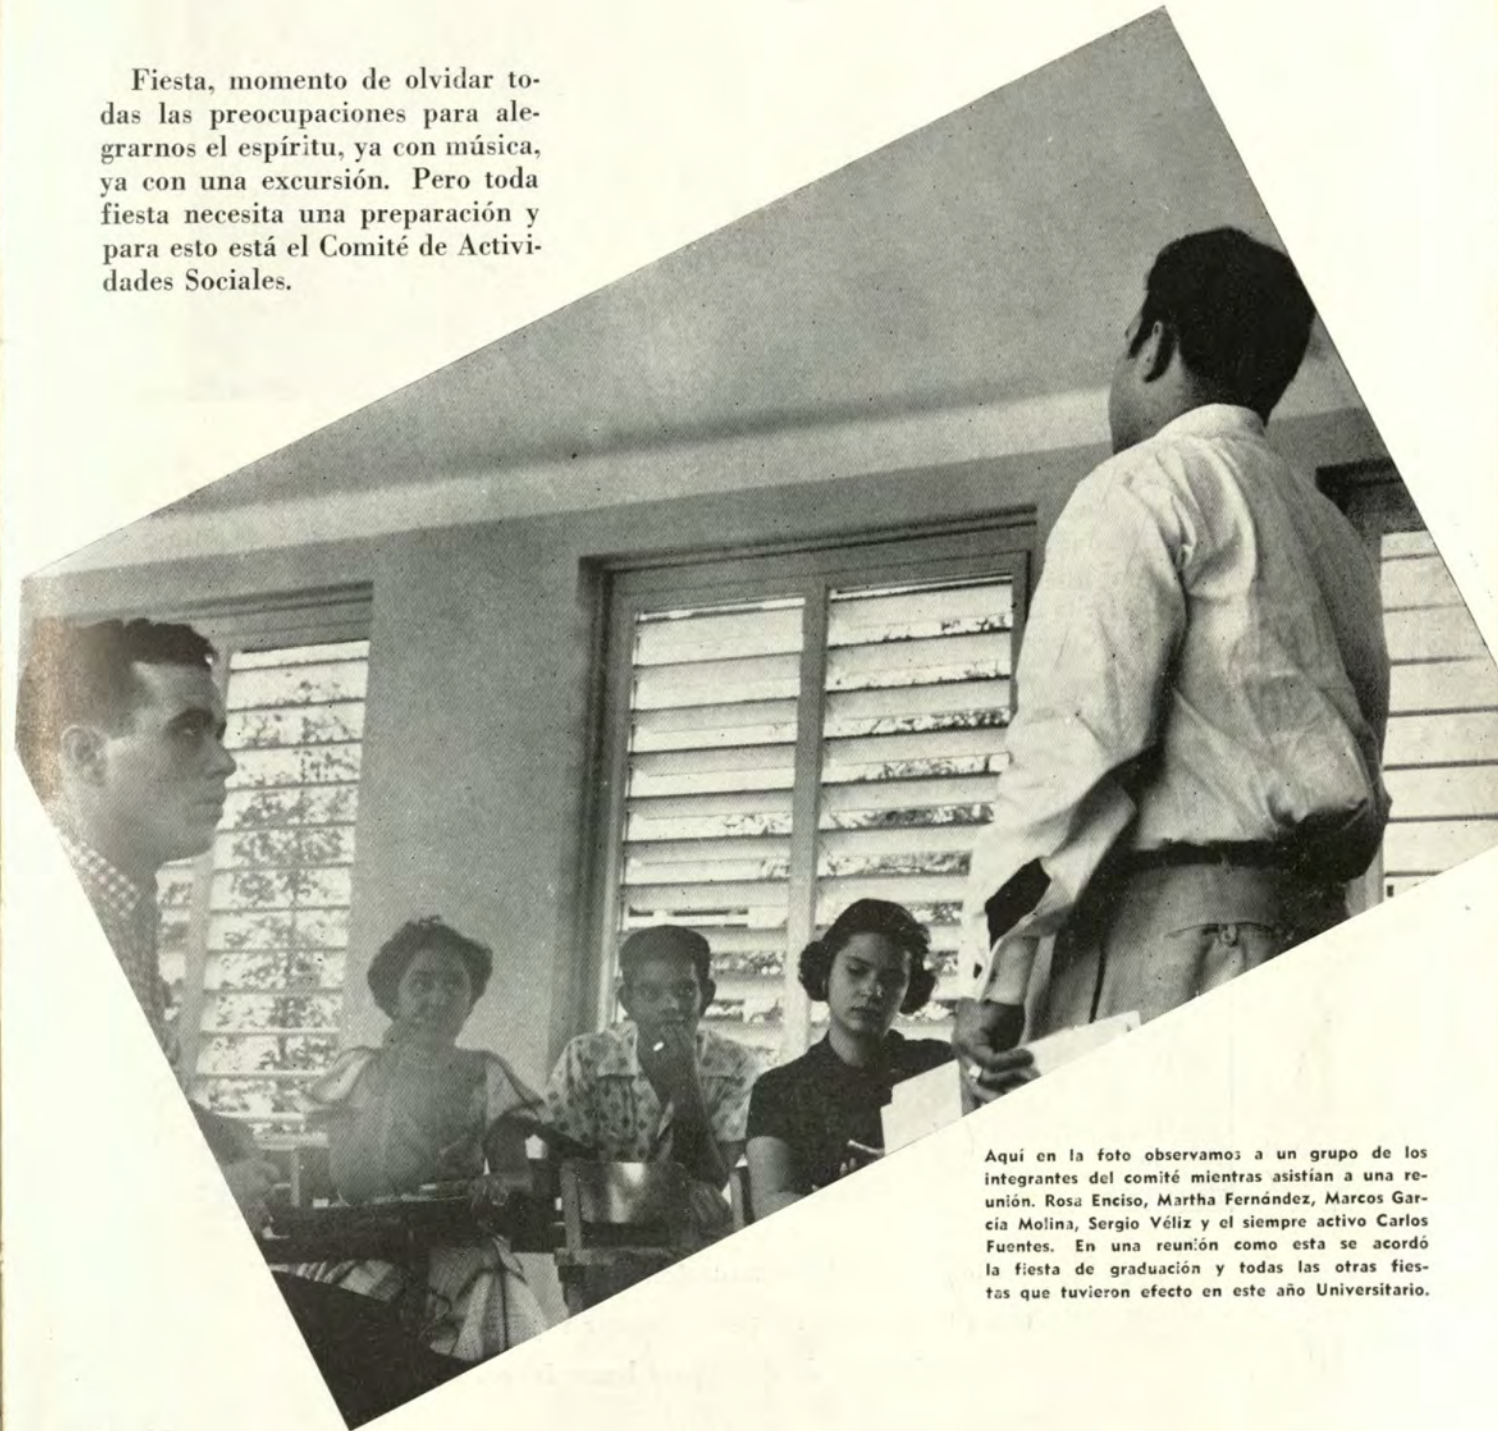 Fiesta, momento de olvidar to-
das las preocupaciones para ale-
grarnos el espíritu, ya con música,
ya con una excursión. Pero toda
fiesta necesita una preparación y
para esto está el Comité de Activi-
dades Sociales.
Aquí en la foto observamos a un grupo de los
integrantes del comité mientras asistían a una re-
unión. Rosa Enciso, Martha Fernández, Marcos Gar-
cía Molina, Sergio Véliz y el siempre activo Carlos
Fuentes. En una reunión como esta se acordó
la fiesta de graduación y todas las otras fies-
tas que tuvieron efecto en este año Universitario.